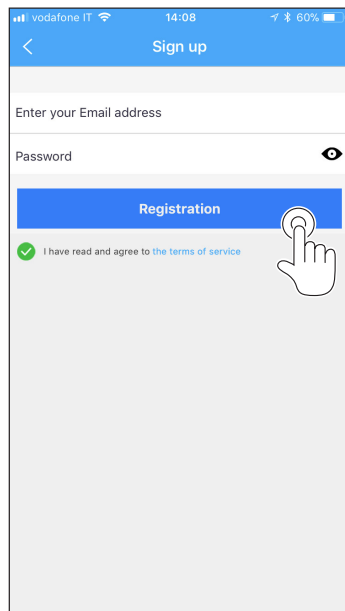 vodafone IT 14:08 60%
Sign up
Enter your Email address
Password
Registration
I have read and agree to the terms of service